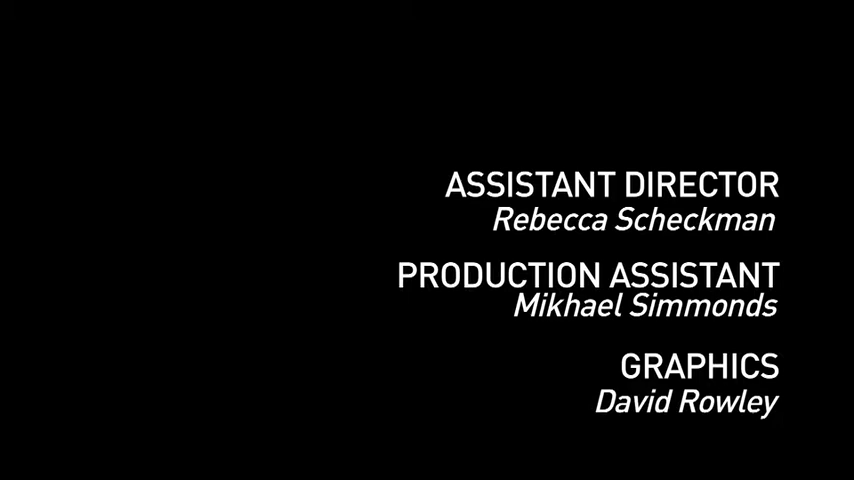 ASSISTANT DIRECTOR
Rebecca Scheckman
PRODUCTION ASSISTANT
Mikhael Simmonds
GRAPHICS
David Rowley